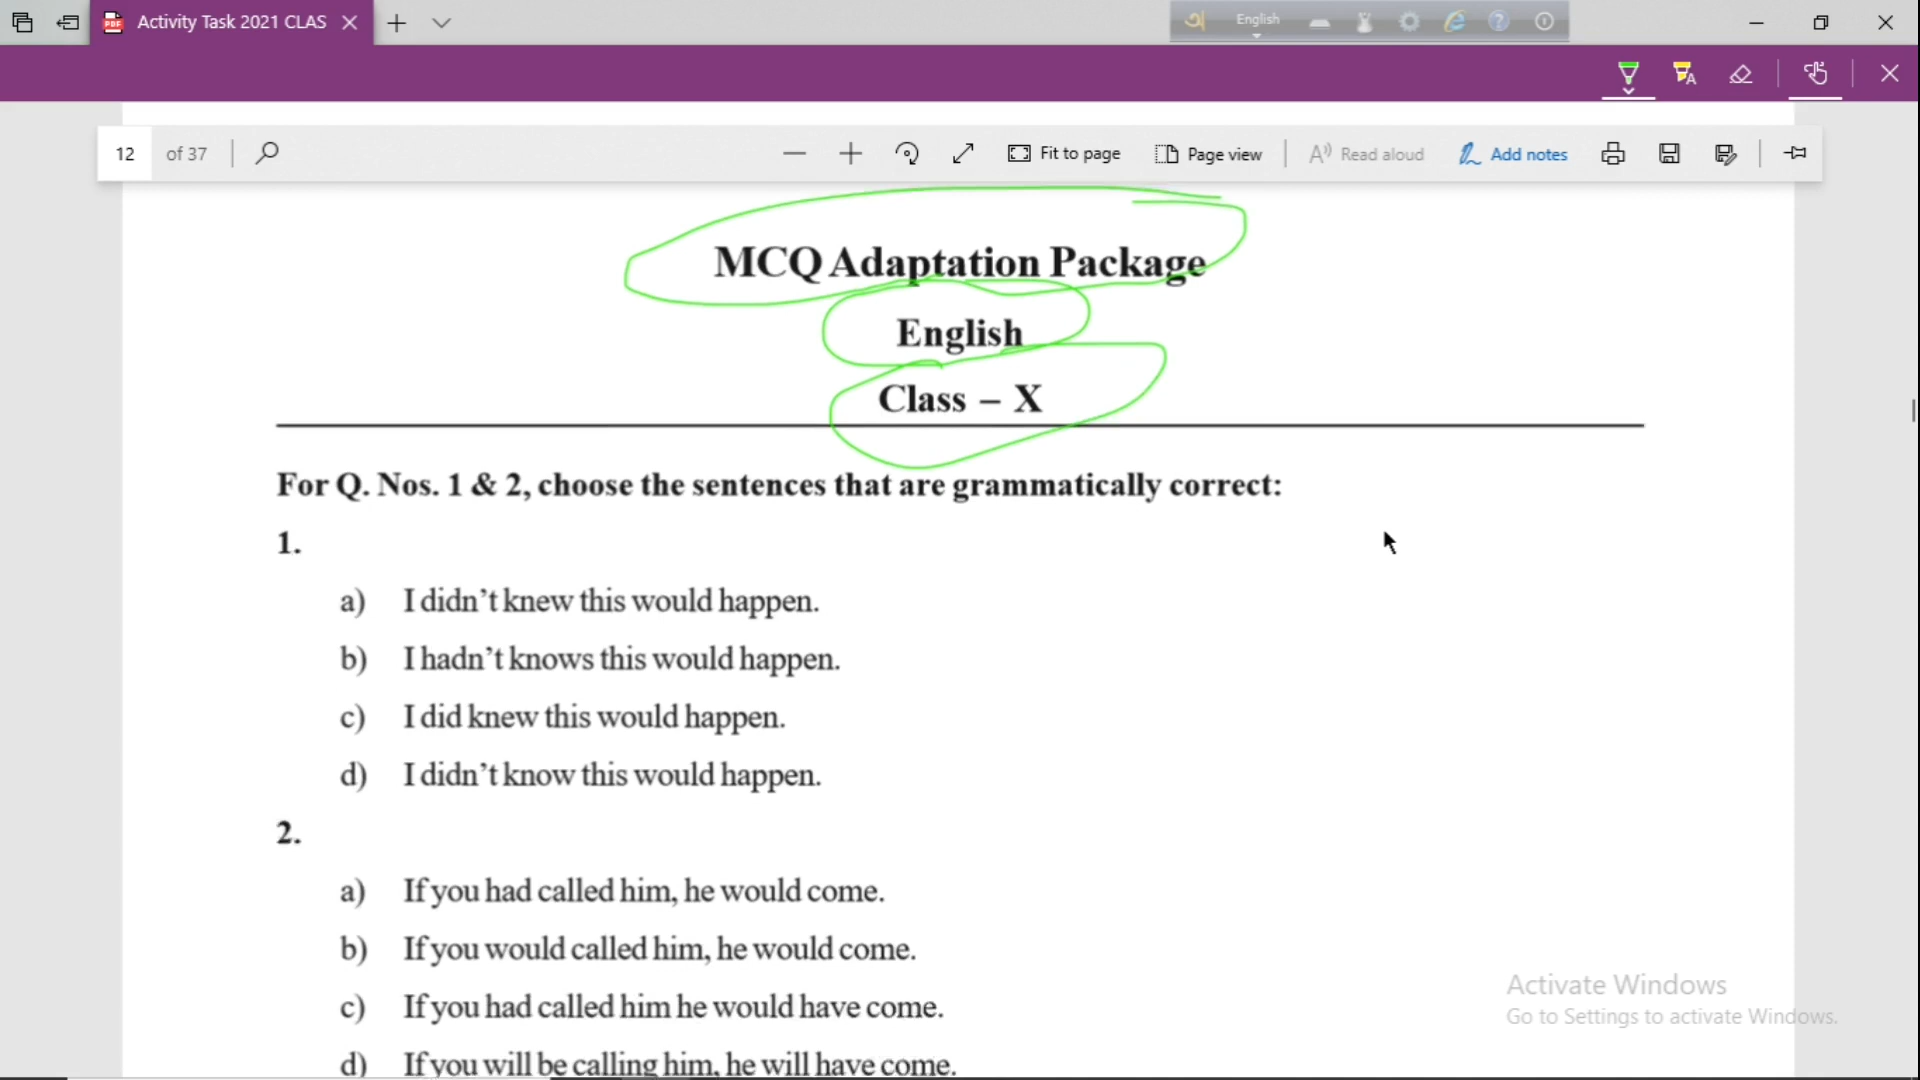 Activity Task 2021 CLAS
অ English
12 of 37
Fit to page
Page view
Read aloud
Add notes
MCQ Adaptation Package
English
Class – X
For Q. Nos. 1 & 2, choose the sentences that are grammatically correct:
1.
a) I didn’t knew this would happen.
b) I hadn’t knows this would happen.
c) I did knew this would happen.
d) I didn’t know this would happen.
2.
a) If you had called him, he would come.
b) If you would called him, he would come.
c) If you had called him he would have come.
d) If you will be calling him, he will have come.
Activate Windows
Go to Settings to activate Windows.